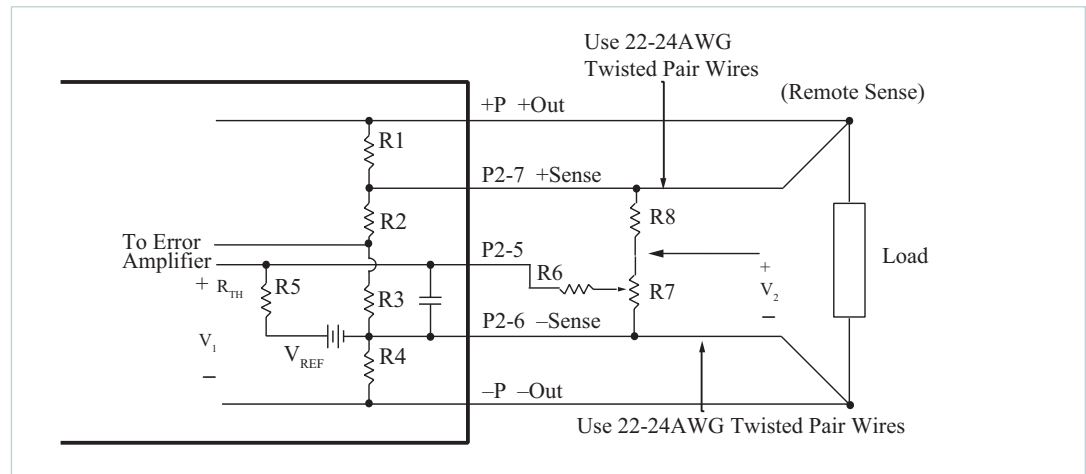 Use 22-24AWG
Twisted Pair Wires
(Remote Sense)
+P +Out
R1
P2-7 +Sense
R2
R8
To Error
Amplifier
P2-5
+ R_TH
R5
R6
R3
R7
+
V_2
–
Load
P2-6 –Sense
V_1
V_REF
R4
–
–P –Out
Use 22-24AWG Twisted Pair Wires